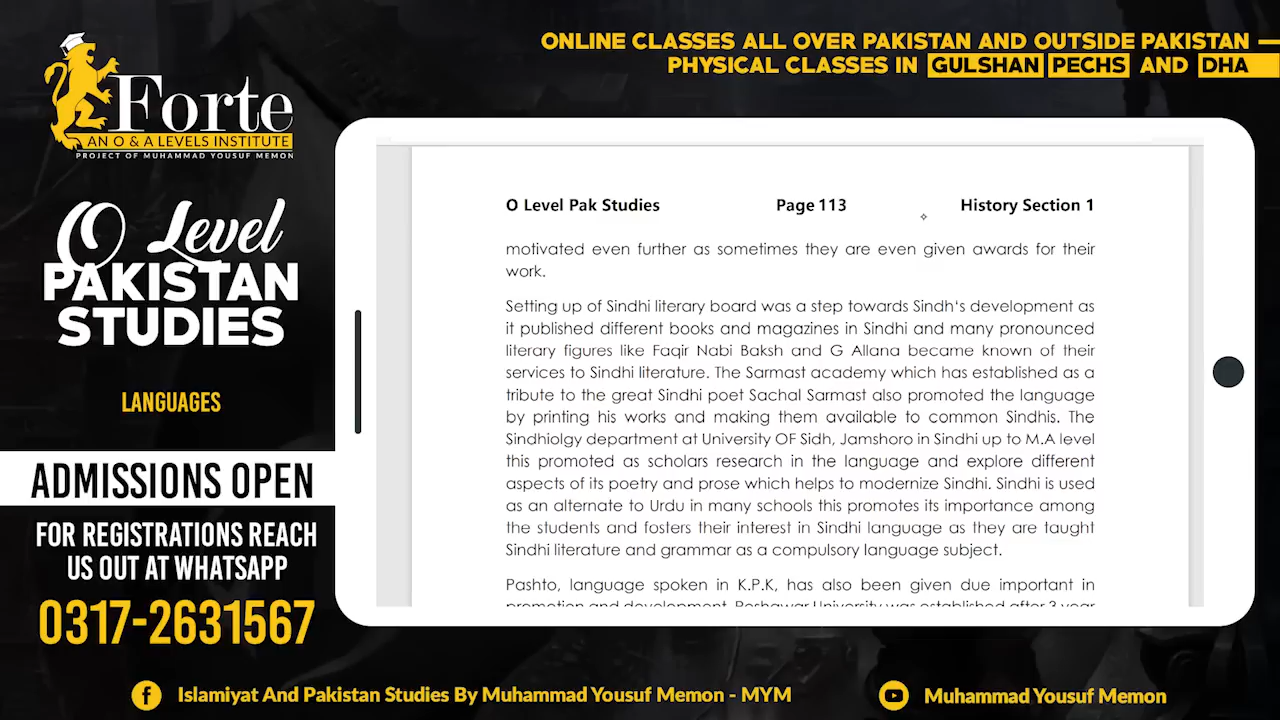 Forte
AN O & A LEVELS INSTITUTE
PROJECT OF MUHAMMAD YOUSUF MEMON
O Level
PAKISTAN
STUDIES
LANGUAGES
ADMISSIONS OPEN
FOR REGISTRATIONS REACH
US OUT AT WHATSAPP
0317-2631567
ONLINE CLASSES ALL OVER PAKISTAN AND OUTSIDE PAKISTAN
PHYSICAL CLASSES IN GULSHAN PECHS AND DHA
O Level Pak Studies Page 113 History Section 1
motivated even further as sometimes they are even given awards for their
work.
Setting up of Sindhi literary board was a step towards Sindh‘s development as
it published different books and magazines in Sindhi and many pronounced
literary figures like Faqir Nabi Baksh and G Allana became known of their
services to Sindhi literature. The Sarmast academy which has established as a
tribute to the great Sindhi poet Sachal Sarmast also promoted the language
by printing his works and making them available to common Sindhis. The
Sindhiolgy department at University OF Sidh, Jamshoro in Sindhi up to M.A level
this promoted as scholars research in the language and explore different
aspects of its poetry and prose which helps to modernize Sindhi. Sindhi is used
as an alternate to Urdu in many schools this promotes its importance among
the students and fosters their interest in Sindhi language as they are taught
Sindhi literature and grammar as a compulsory language subject.
Pashto, language spoken in K.P.K, has also been given due important in
promotion and development. Peshawar University was established after 3 year
Islamiyat And Pakistan Studies By Muhammad Yousuf Memon - MYM
Muhammad Yousuf Memon